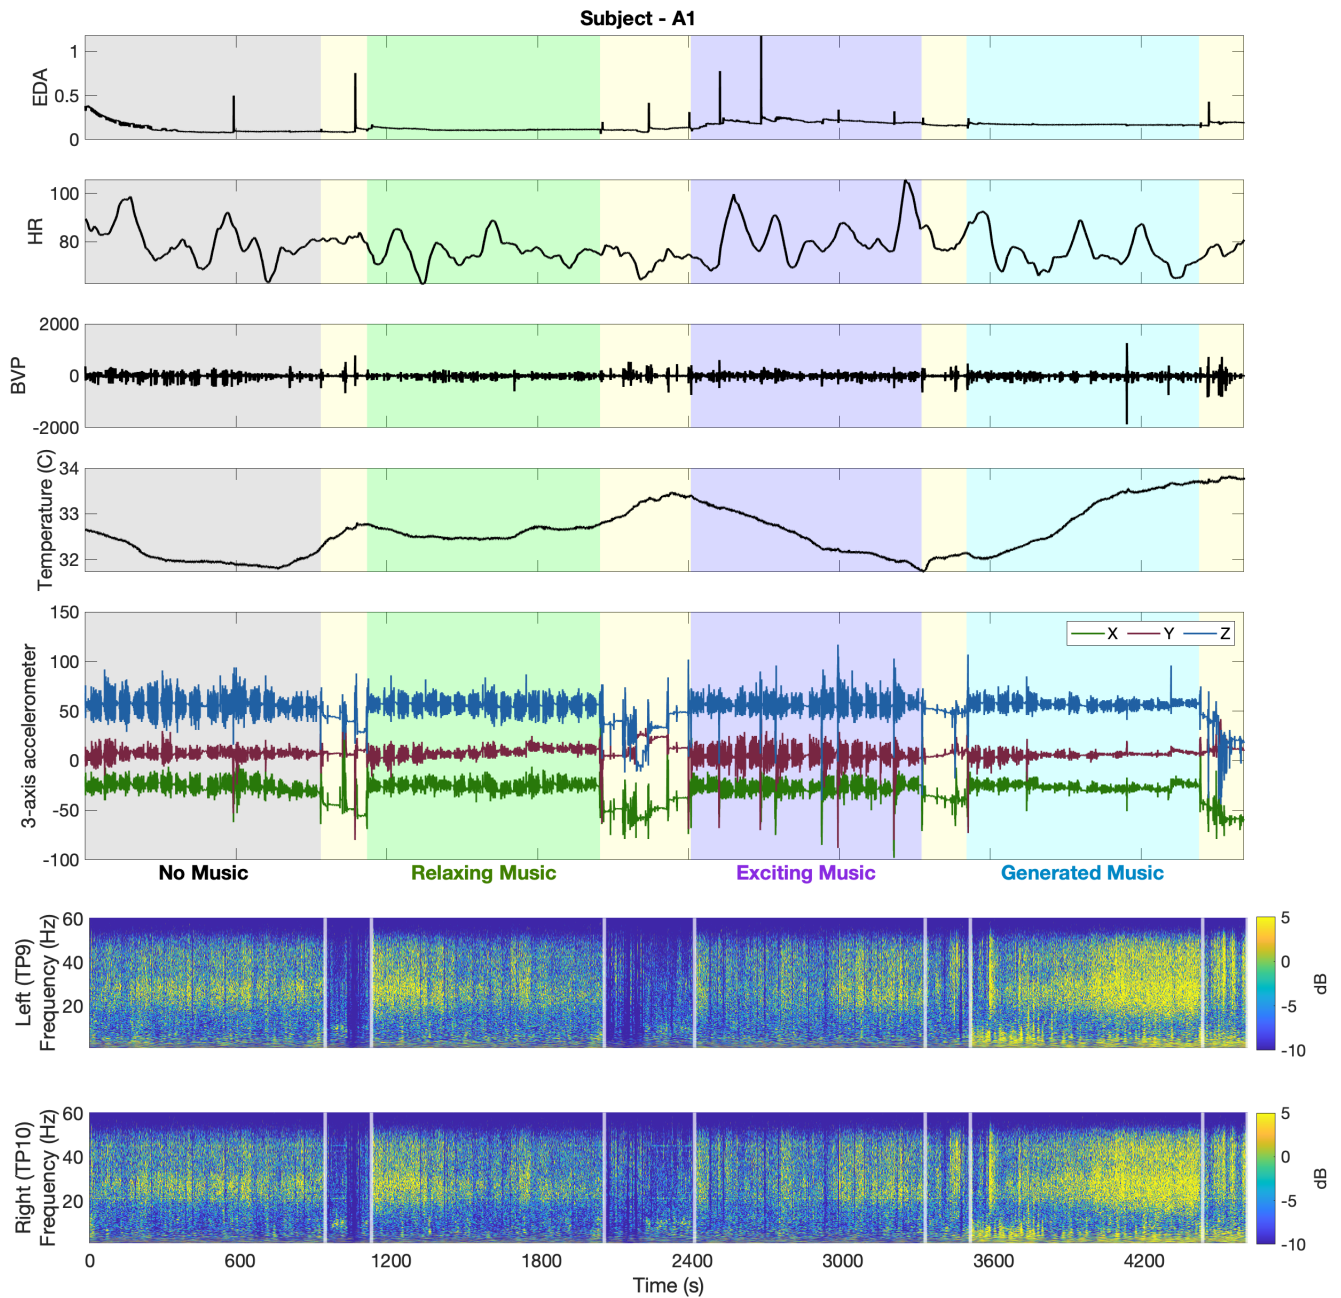 Subject - A1
EDA
1
0.5
0
HR
100
80
BVP
2000
0
-2000
Temperature (C)
34
33
32
3-axis accelerometer
150
100
50
0
-50
-100
X Y Z
No Music Relaxing Music Exciting Music Generated Music
Left (TP9)
Frequency (Hz)
60
40
20
5
0
-5
-10
dB
Right (TP10)
Frequency (Hz)
60
40
20
5
0
-5
-10
dB
0 600 1200 1800 2400 3000 3600 4200
Time (s)